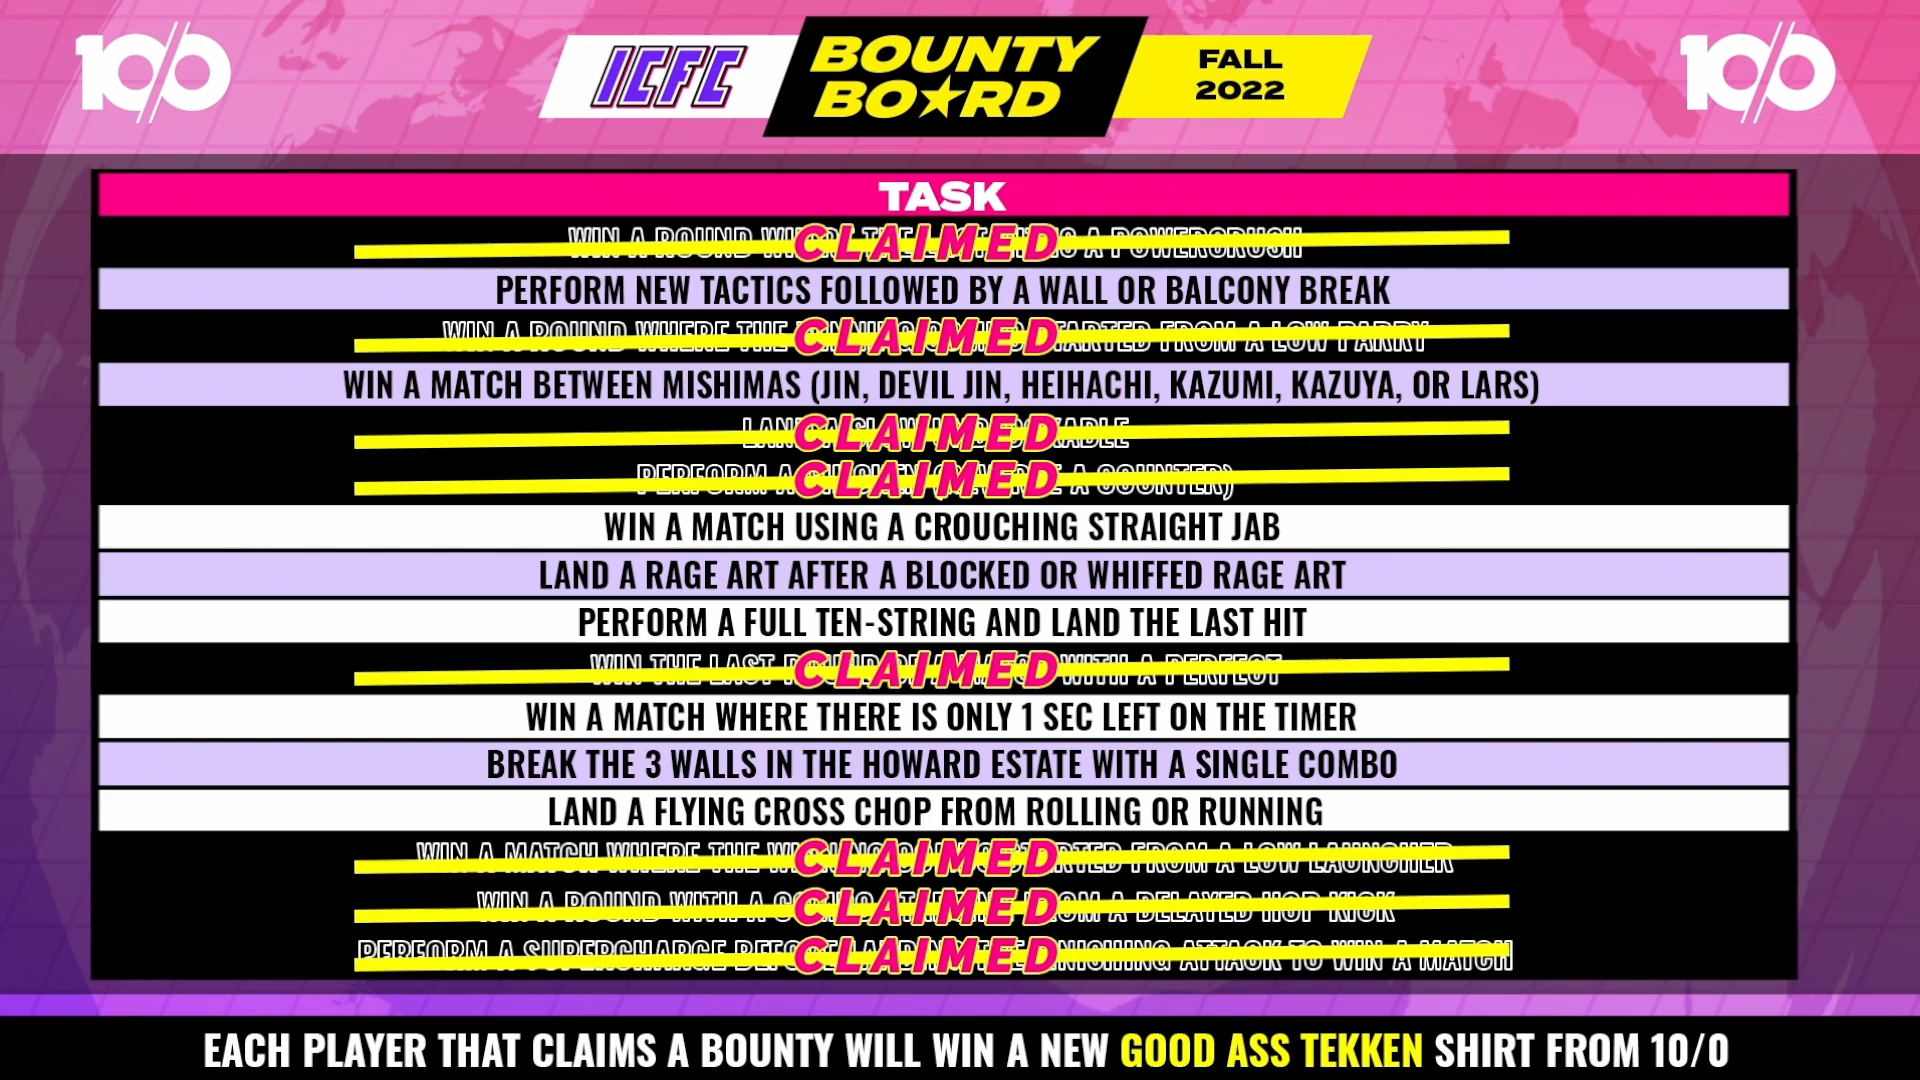 10/0
ICFC
BOUNTY
BO★RD
FALL
2022
10/0
TASK
WIN A ROUND CLAIMED A POWERCRUSH
PERFORM NEW TACTICS FOLLOWED BY A WALL OR BALCONY BREAK
WIN A ROUND WHERE THE CLAIMED STARTED FROM A LOW PARRY
WIN A MATCH BETWEEN MISHIMAS (JIN, DEVIL JIN, HEIHACHI, KAZUMI, KAZUYA, OR LARS)
CLAIMED
PERFORM A CLAIMED A COUNTER)
WIN A MATCH USING A CROUCHING STRAIGHT JAB
LAND A RAGE ART AFTER A BLOCKED OR WHIFFED RAGE ART
PERFORM A FULL TEN-STRING AND LAND THE LAST HIT
WIN THE LAST CLAIMED WITH A PERFECT
WIN A MATCH WHERE THERE IS ONLY 1 SEC LEFT ON THE TIMER
BREAK THE 3 WALLS IN THE HOWARD ESTATE WITH A SINGLE COMBO
LAND A FLYING CROSS CHOP FROM ROLLING OR RUNNING
WIN A MATCH WHERE THE CLAIMED STARTED FROM A LOW LAUNCHER
WIN A ROUND WITH A CLAIMED FROM A DELAYED HOP KICK
PERFORM A SUPERCHARGE CLAIMED FINISHING ATTACK TO WIN A MATCH
EACH PLAYER THAT CLAIMS A BOUNTY WILL WIN A NEW GOOD ASS TEKKEN SHIRT FROM 10/0